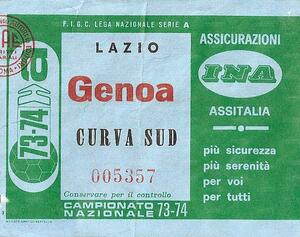 F.I.G.C. LEGA NAZIONALE SERIE A
LAZIO
Genoa
CURVA SUD
005357
Conservare per il controllo
CAMPIONATO
NAZIONALE 73-74
73-74
ASSICURAZIONI
INA
ASSITALIA
più sicurezza
più serenità
per voi
per tutti